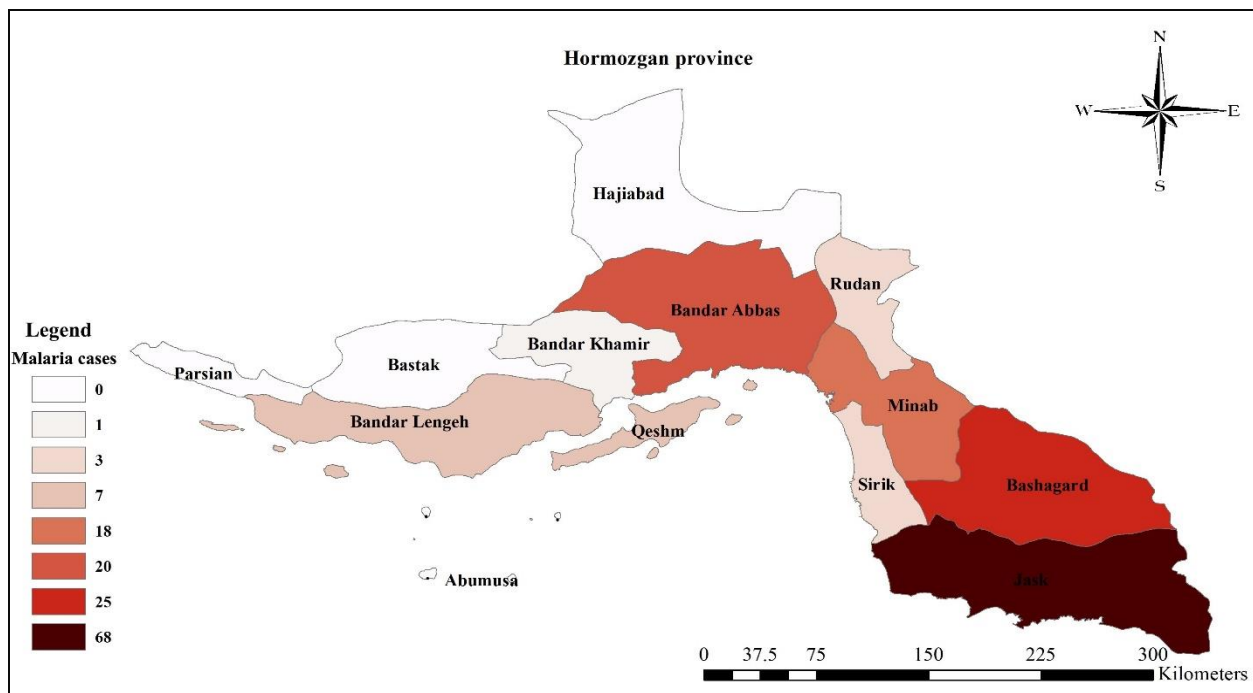 Hormozgan province
N
W
E
S
Hajiabad
Rudan
Bandar Abbas
Bandar Khamir
Bastak
Parsian
Bandar Lengeh
Qeshm
Minab
Sirik
Bashagard
Jask
Abumusa
Legend
Malaria cases
0
1
3
7
18
20
25
68
0 37.5 75 150 225 300
Kilometers